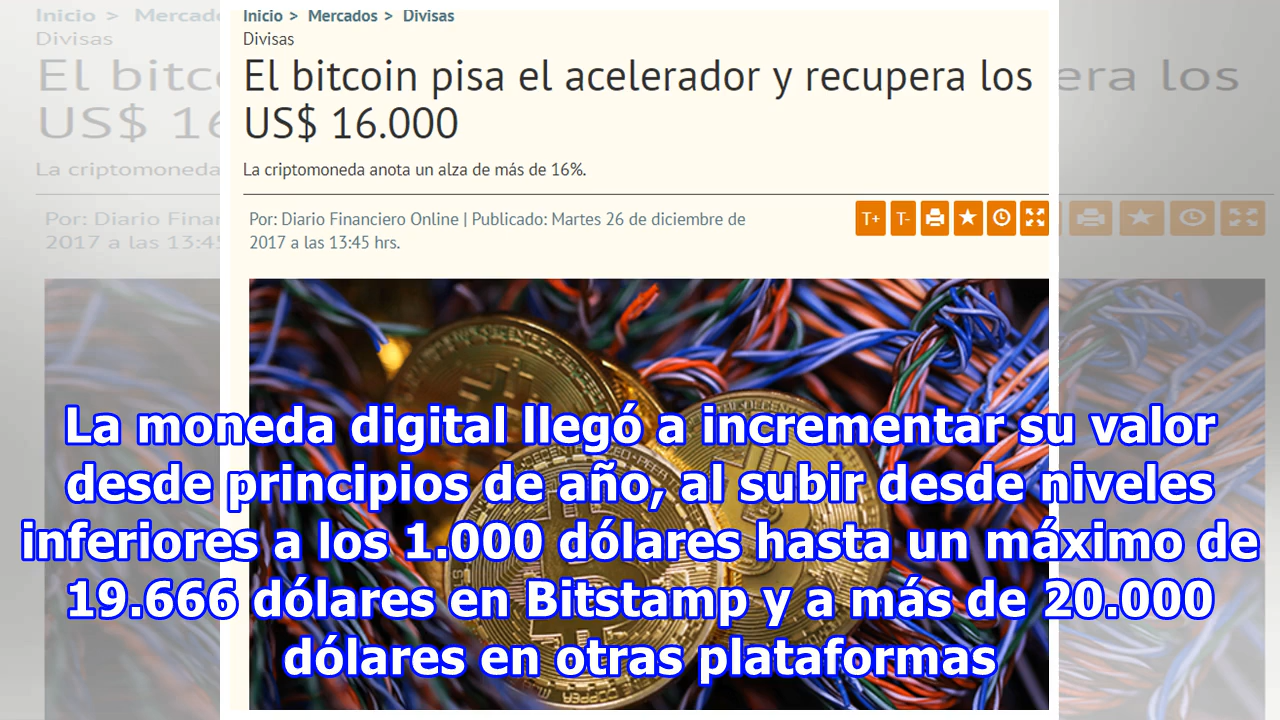 Inicio > Mercados > Divisas
Divisas
El bitcoin pisa el acelerador y recupera los
US$ 16.000
La criptomoneda anota un alza de más de 16%.
Por: Diario Financiero Online | Publicado: Martes 26 de diciembre de
2017 a las 13:45 hrs.
T+ T-
La moneda digital llegó a incrementar su valor
desde principios de año, al subir desde niveles
inferiores a los 1.000 dólares hasta un máximo de
19.666 dólares en Bitstamp y a más de 20.000
dólares en otras plataformas